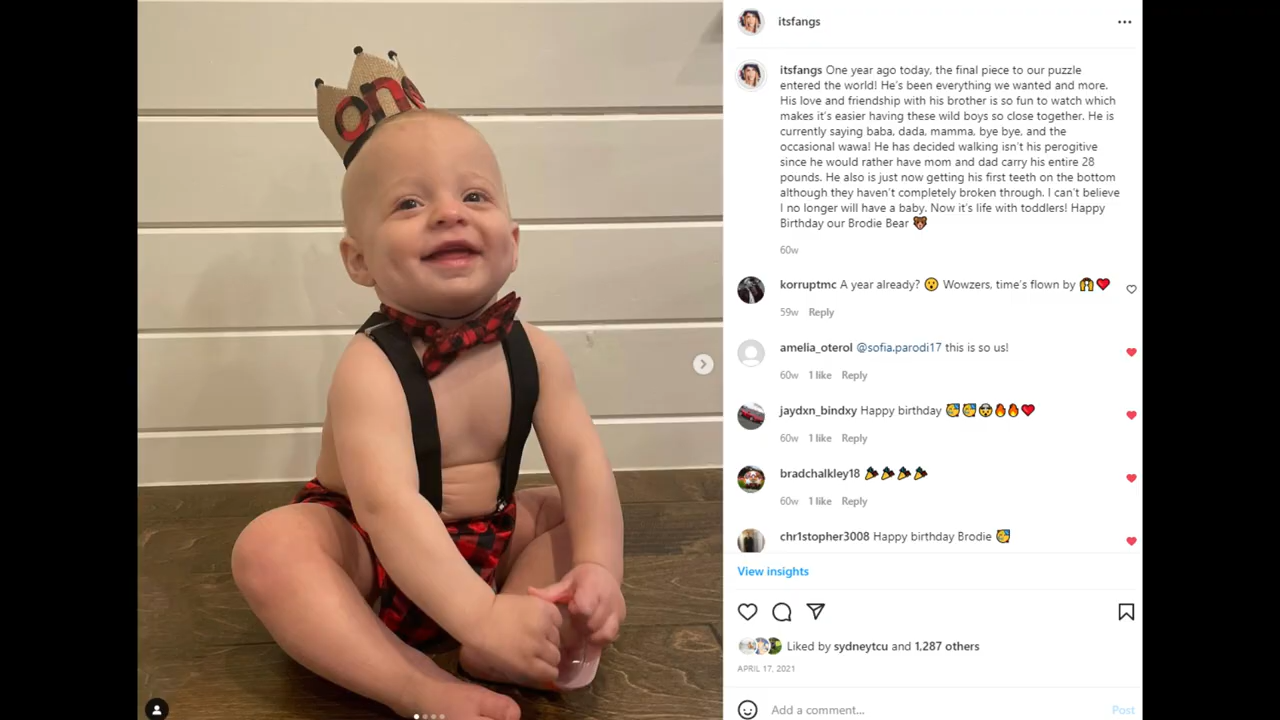 one
itsfangs
itsfangs One year ago today, the final piece to our puzzle
entered the world! He's been everything we wanted and more.
His love and friendship with his brother is so fun to watch which
makes it's easier having these wild boys so close together. He is
currently saying baba, dada, mamma, bye bye, and the
occasional wawa! He has decided walking isn't his perogitive
since he would rather have mom and dad carry his entire 28
pounds. He also is just now getting his first teeth on the bottom
although they haven't completely broken through. I can't believe
I no longer will have a baby. Now it's life with toddlers! Happy
Birthday our Brodie Bear 🐻
60w
korruptmc A year already? 😮 Wowzers, time's flown by 🙌❤️
59w Reply
amelia_oterol @sofia.parodi17 this is so us!
60w 1 like Reply
jaydxn_bindxy Happy birthday 🥳🥳🤯🔥🔥❤️
60w 1 like Reply
bradchalkley18 🎉🎉🎉🎉
60w 1 like Reply
chr1stopher3008 Happy birthday Brodie 🥳
View insights
Liked by sydneytcu and 1,287 others
APRIL 17, 2021
Add a comment...
Post